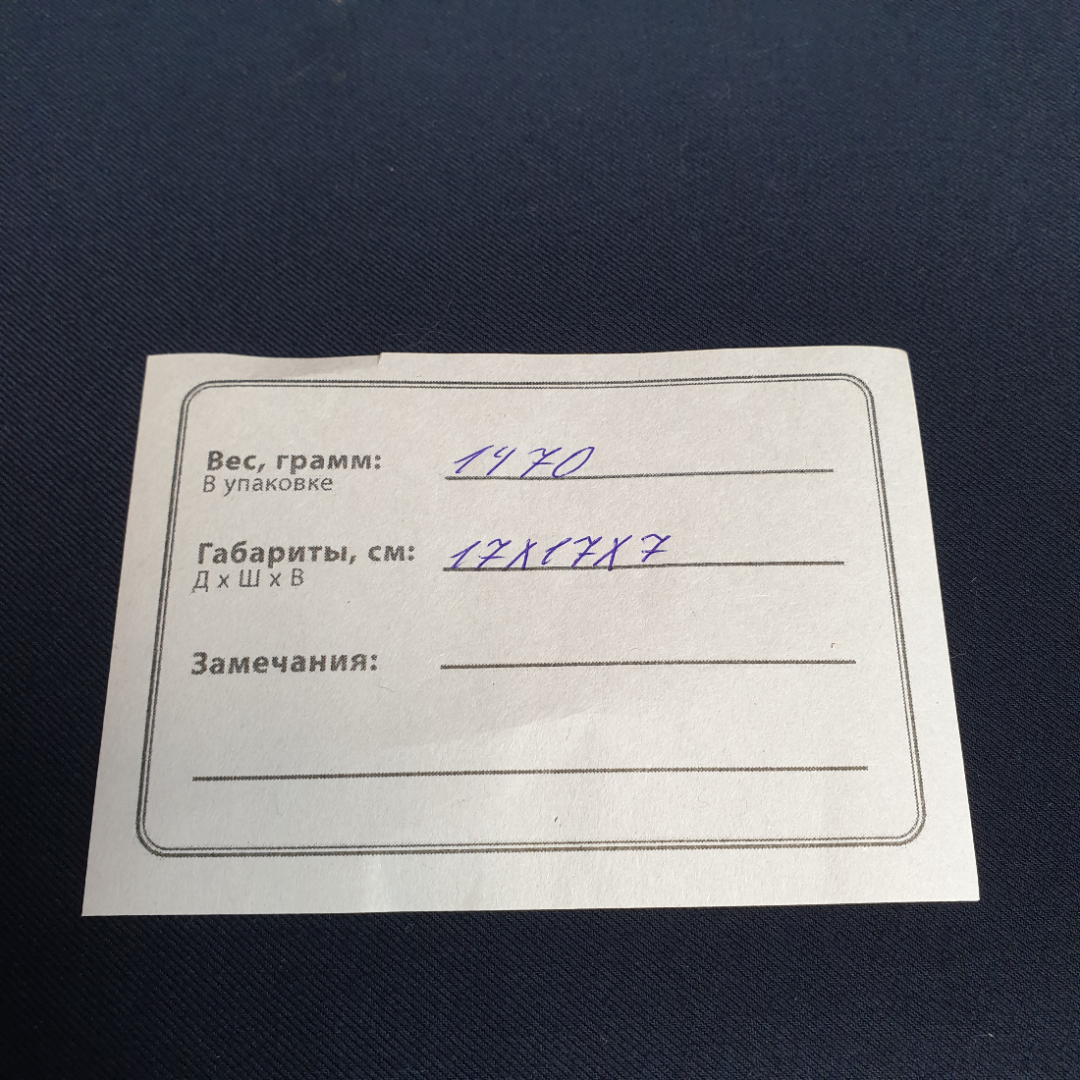 Вес, грамм: 1470
В упаковке
Габариты, см: 17X17X7
Д х Ш х В
Замечания: